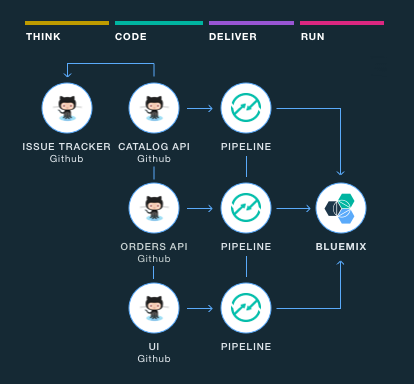 THINK CODE DELIVER RUN
ISSUE TRACKER CATALOG API PIPELINE
Github Github
ORDERS API PIPELINE BLUEMIX
Github
UI PIPELINE
Github